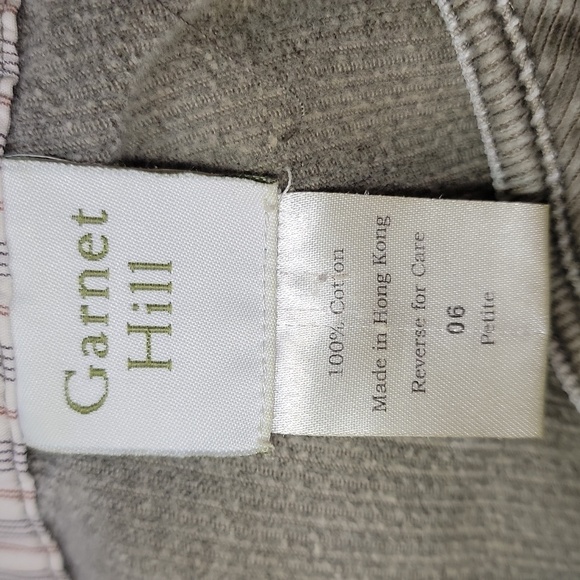 Garnet
Hill
100% Cotton
Made in Hong Kong
Reverse for Care
06
Petite